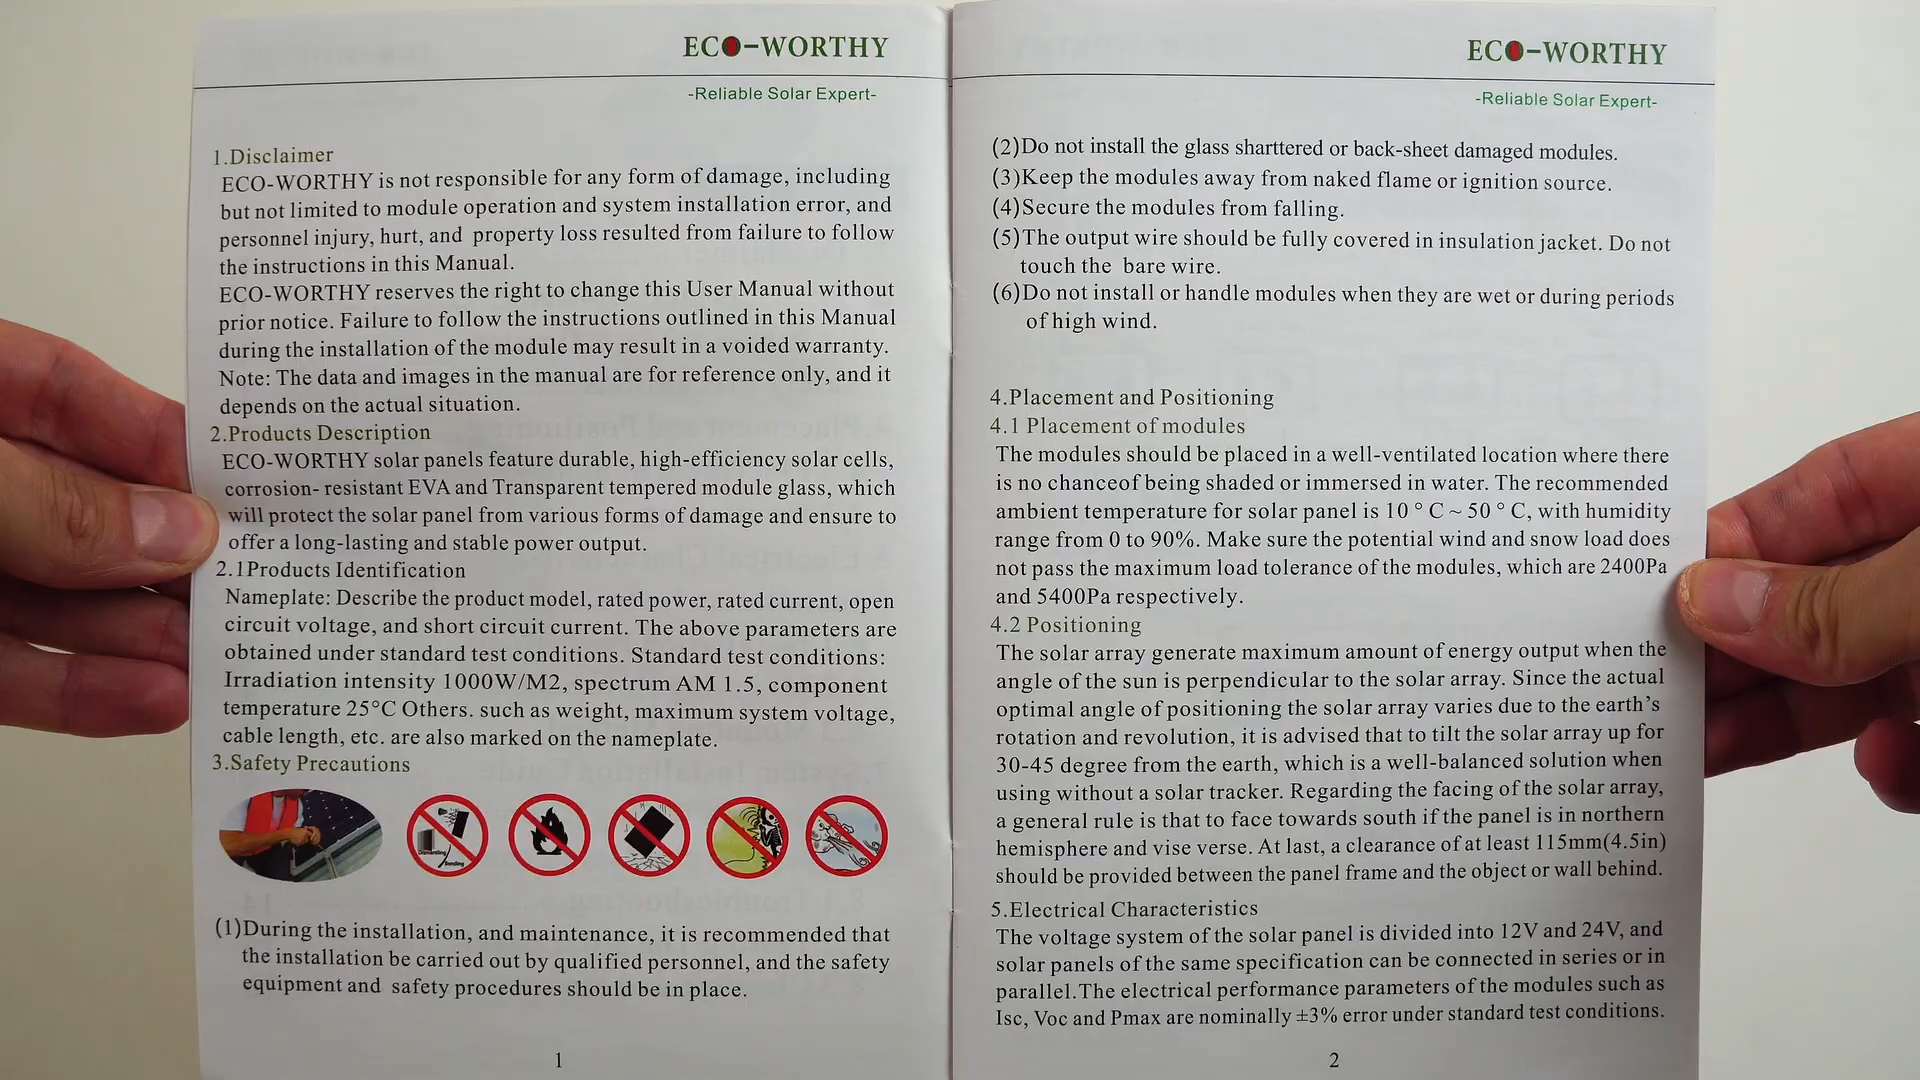 ECO-WORTHY
-Reliable Solar Expert-
1.Disclaimer
ECO-WORTHY is not responsible for any form of damage, including
but not limited to module operation and system installation error, and
personnel injury, hurt, and property loss resulted from failure to follow
the instructions in this Manual.
ECO-WORTHY reserves the right to change this User Manual without
prior notice. Failure to follow the instructions outlined in this Manual
during the installation of the module may result in a voided warranty.
Note: The data and images in the manual are for reference only, and it
depends on the actual situation.
2.Products Description
ECO-WORTHY solar panels feature durable, high-efficiency solar cells,
corrosion- resistant EVA and Transparent tempered module glass, which
will protect the solar panel from various forms of damage and ensure to
offer a long-lasting and stable power output.
2.1Products Identification
Nameplate: Describe the product model, rated power, rated current, open
circuit voltage, and short circuit current. The above parameters are
obtained under standard test conditions. Standard test conditions:
Irradiation intensity 1000W/M2, spectrum AM 1.5, component
temperature 25°C Others. such as weight, maximum system voltage,
cable length, etc. are also marked on the nameplate.
3.Safety Precautions
Dismantling
Bending
(1)During the installation, and maintenance, it is recommended that
the installation be carried out by qualified personnel, and the safety
equipment and safety procedures should be in place.
1
ECO-WORTHY
-Reliable Solar Expert-
(2)Do not install the glass sharttered or back-sheet damaged modules.
(3)Keep the modules away from naked flame or ignition source.
(4)Secure the modules from falling.
(5)The output wire should be fully covered in insulation jacket. Do not
touch the bare wire.
(6)Do not install or handle modules when they are wet or during periods
of high wind.
4.Placement and Positioning
4.1 Placement of modules
The modules should be placed in a well-ventilated location where there
is no chanceof being shaded or immersed in water. The recommended
ambient temperature for solar panel is 10 ° C ~ 50 ° C, with humidity
range from 0 to 90%. Make sure the potential wind and snow load does
not pass the maximum load tolerance of the modules, which are 2400Pa
and 5400Pa respectively.
4.2 Positioning
The solar array generate maximum amount of energy output when the
angle of the sun is perpendicular to the solar array. Since the actual
optimal angle of positioning the solar array varies due to the earth's
rotation and revolution, it is advised that to tilt the solar array up for
30-45 degree from the earth, which is a well-balanced solution when
using without a solar tracker. Regarding the facing of the solar array,
a general rule is that to face towards south if the panel is in northern
hemisphere and vise verse. At last, a clearance of at least 115mm(4.5in)
should be provided between the panel frame and the object or wall behind.
5.Electrical Characteristics
The voltage system of the solar panel is divided into 12V and 24V, and
solar panels of the same specification can be connected in series or in
parallel.The electrical performance parameters of the modules such as
Isc, Voc and Pmax are nominally ±3% error under standard test conditions.
2